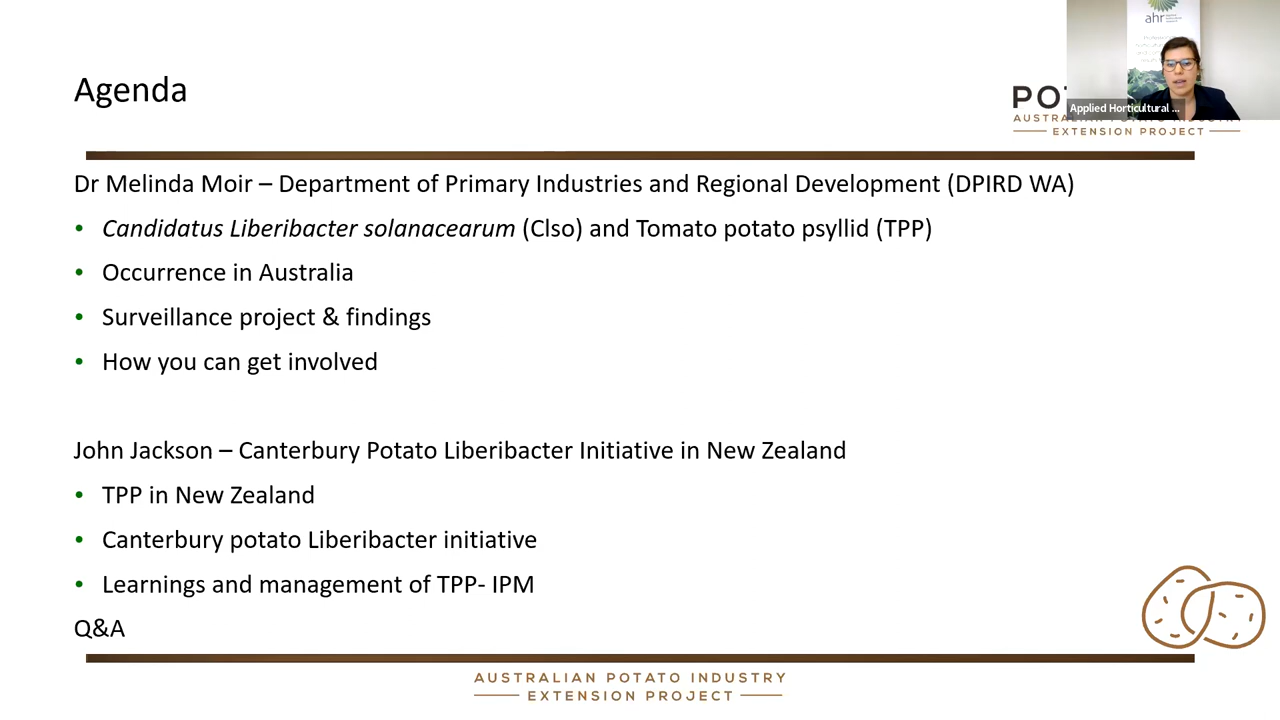 ahr
Agenda
Applied Horticultural ...
EXTENSION PROJECT
Dr Melinda Moir – Department of Primary Industries and Regional Development (DPIRD WA)
• Candidatus Liberibacter solanacearum (Clso) and Tomato potato psyllid (TPP)
• Occurrence in Australia
• Surveillance project & findings
• How you can get involved
John Jackson – Canterbury Potato Liberibacter Initiative in New Zealand
• TPP in New Zealand
• Canterbury potato Liberibacter initiative
• Learnings and management of TPP- IPM
Q&A
AUSTRALIAN POTATO INDUSTRY
EXTENSION PROJECT